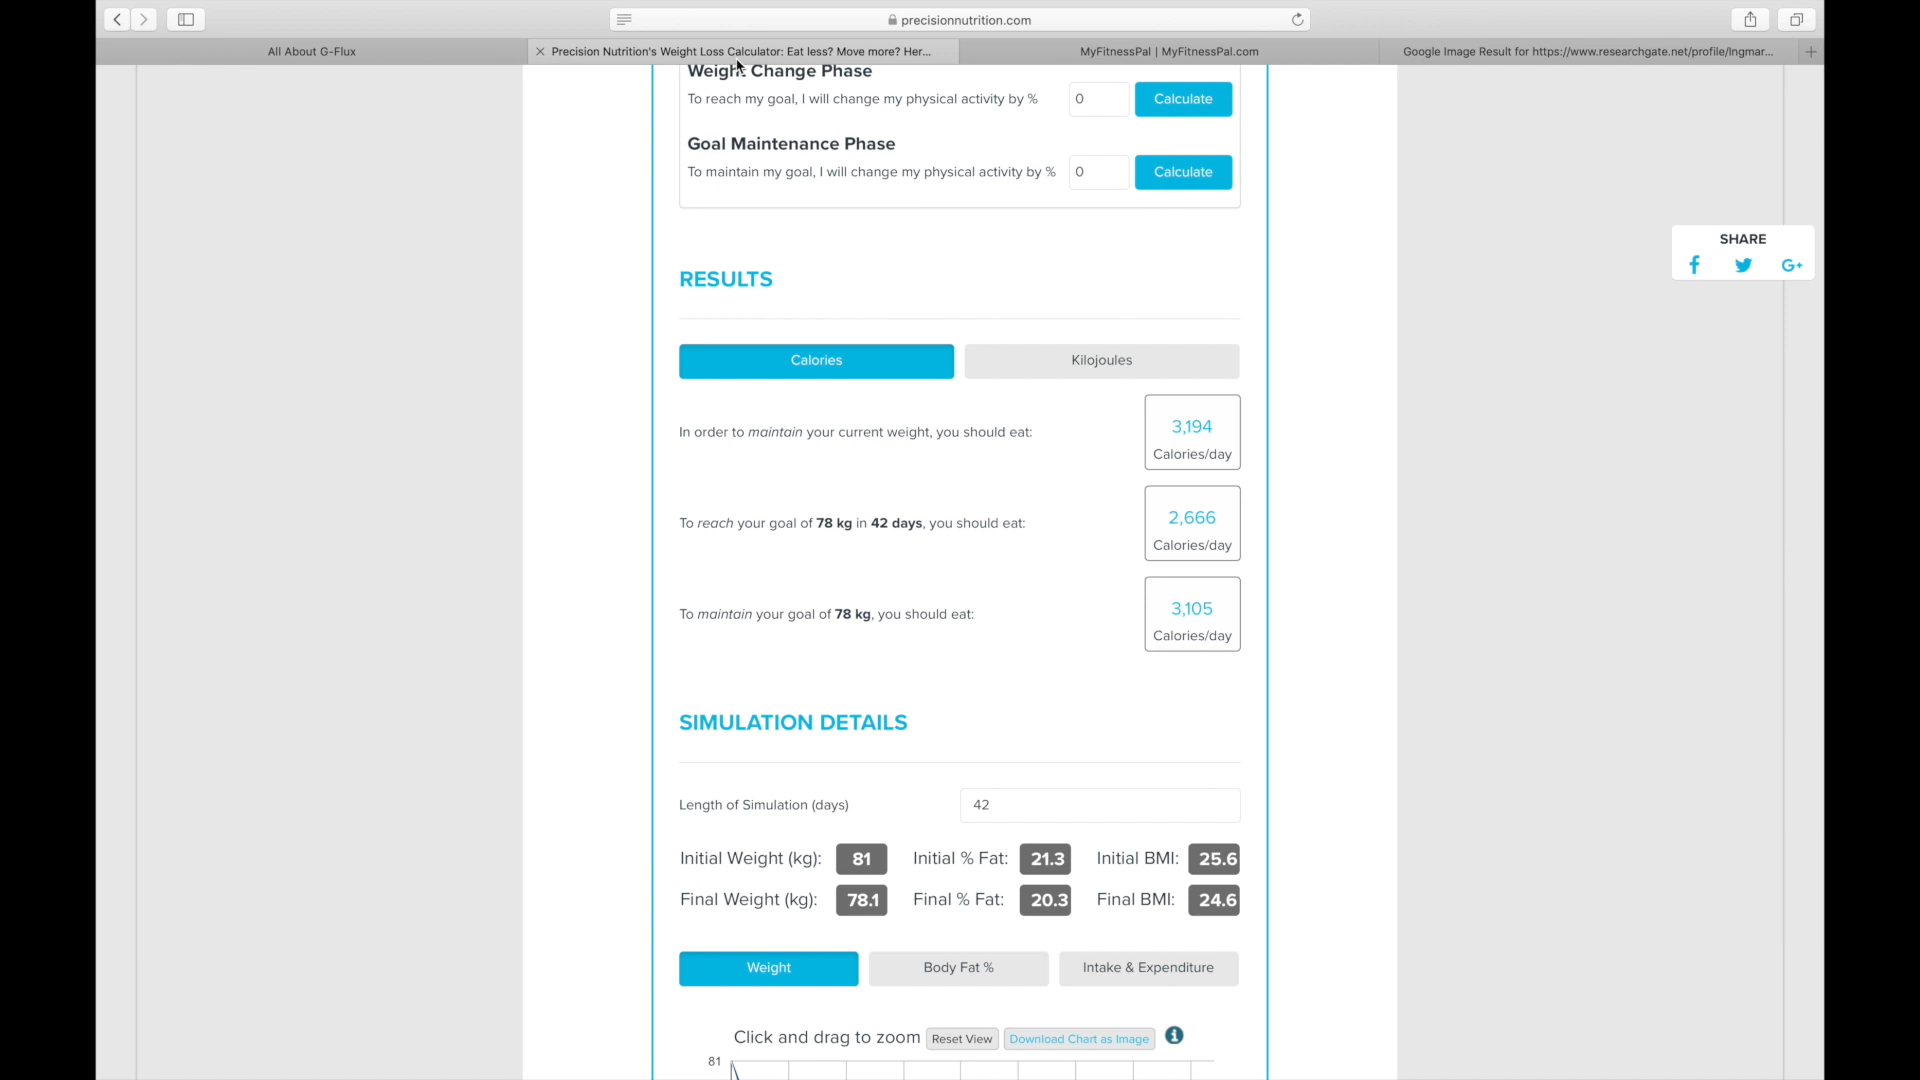 precisionnutrition.com
All About G-Flux
Precision Nutrition's Weight Loss Calculator: Eat less? Move more? Her...
MyFitnessPal | MyFitnessPal.com
Google Image Result for https://www.researchgate.net/profile/Ingmar...
Weight Change Phase
To reach my goal, I will change my physical activity by %
0
Calculate
Goal Maintenance Phase
To maintain my goal, I will change my physical activity by %
0
Calculate
SHARE
G+
RESULTS
Calories
Kilojoules
In order to maintain your current weight, you should eat:
3,194
Calories/day
To reach your goal of 78 kg in 42 days, you should eat:
2,666
Calories/day
To maintain your goal of 78 kg, you should eat:
3,105
Calories/day
SIMULATION DETAILS
Length of Simulation (days)
42
Initial Weight (kg): 81 Initial % Fat: 21.3 Initial BMI: 25.6
Final Weight (kg): 78.1 Final % Fat: 20.3 Final BMI: 24.6
Weight
Body Fat %
Intake & Expenditure
Click and drag to zoom Reset View Download Chart as Image
81